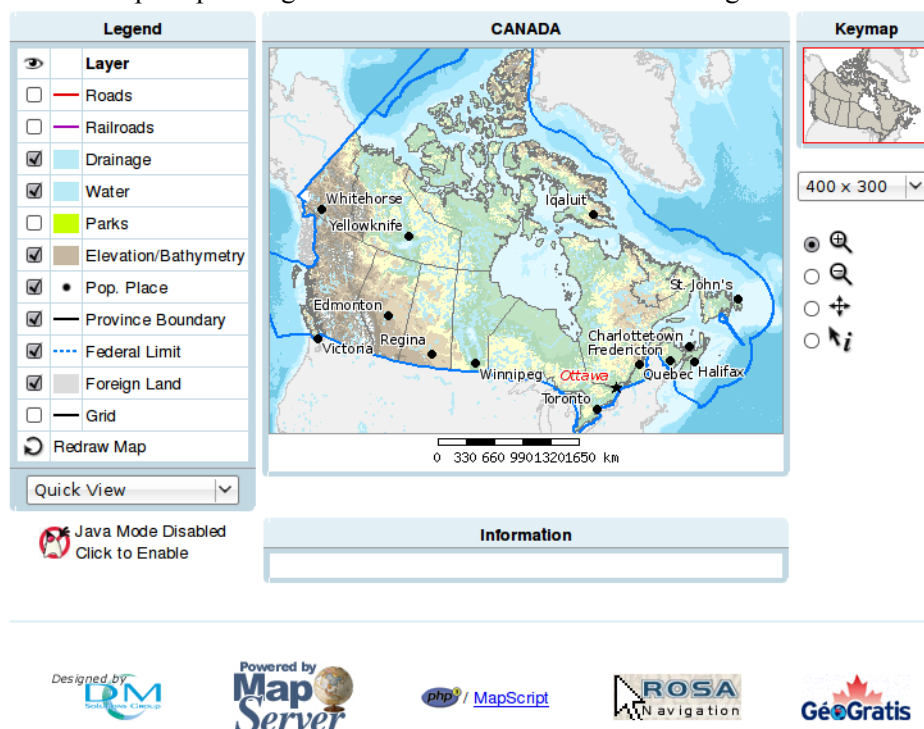 Legend
Layer
Roads
Railroads
Drainage
Water
Parks
Elevation/Bathymetry
Pop. Place
Province Boundary
Federal Limit
Foreign Land
Grid
Redraw Map
Quick View
Java Mode Disabled
Click to Enable
CANADA
Whitehorse
Iqaluit
Yellowknife
St. John's
Edmonton
Charlottetown
Victoria
Regina
Fredericton
Winnipeg
Ottawa
Quebec
Halifax
Toronto
0 330 660 99013201650 km
Information
Keymap
400 x 300
i
Designed by
DM
Solutions Group
Powered by
Map
Server
php / MapScript
ROSA
Navigation
GéoGratis